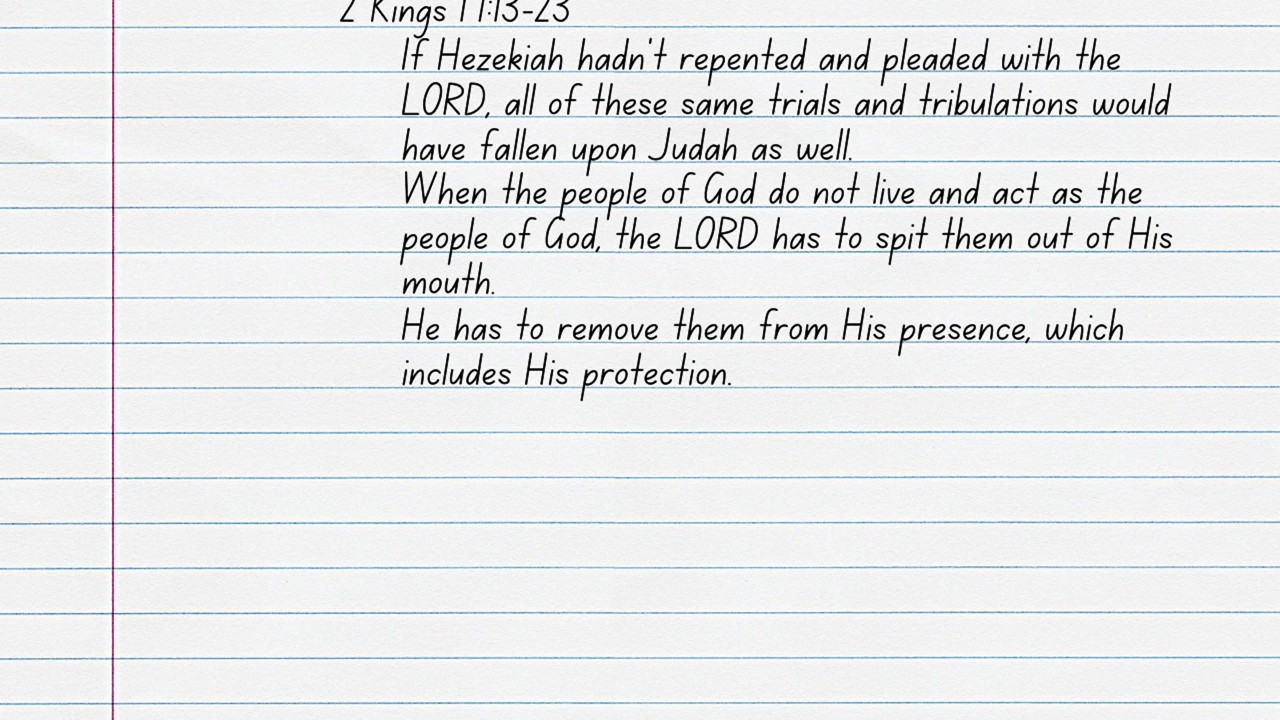 2 Kings 17:13-23
If Hezekiah hadn't repented and pleaded with the
LORD, all of these same trials and tribulations would
have fallen upon Judah as well.
When the people of God do not live and act as the
people of God, the LORD has to spit them out of His
mouth.
He has to remove them from His presence, which
includes His protection.